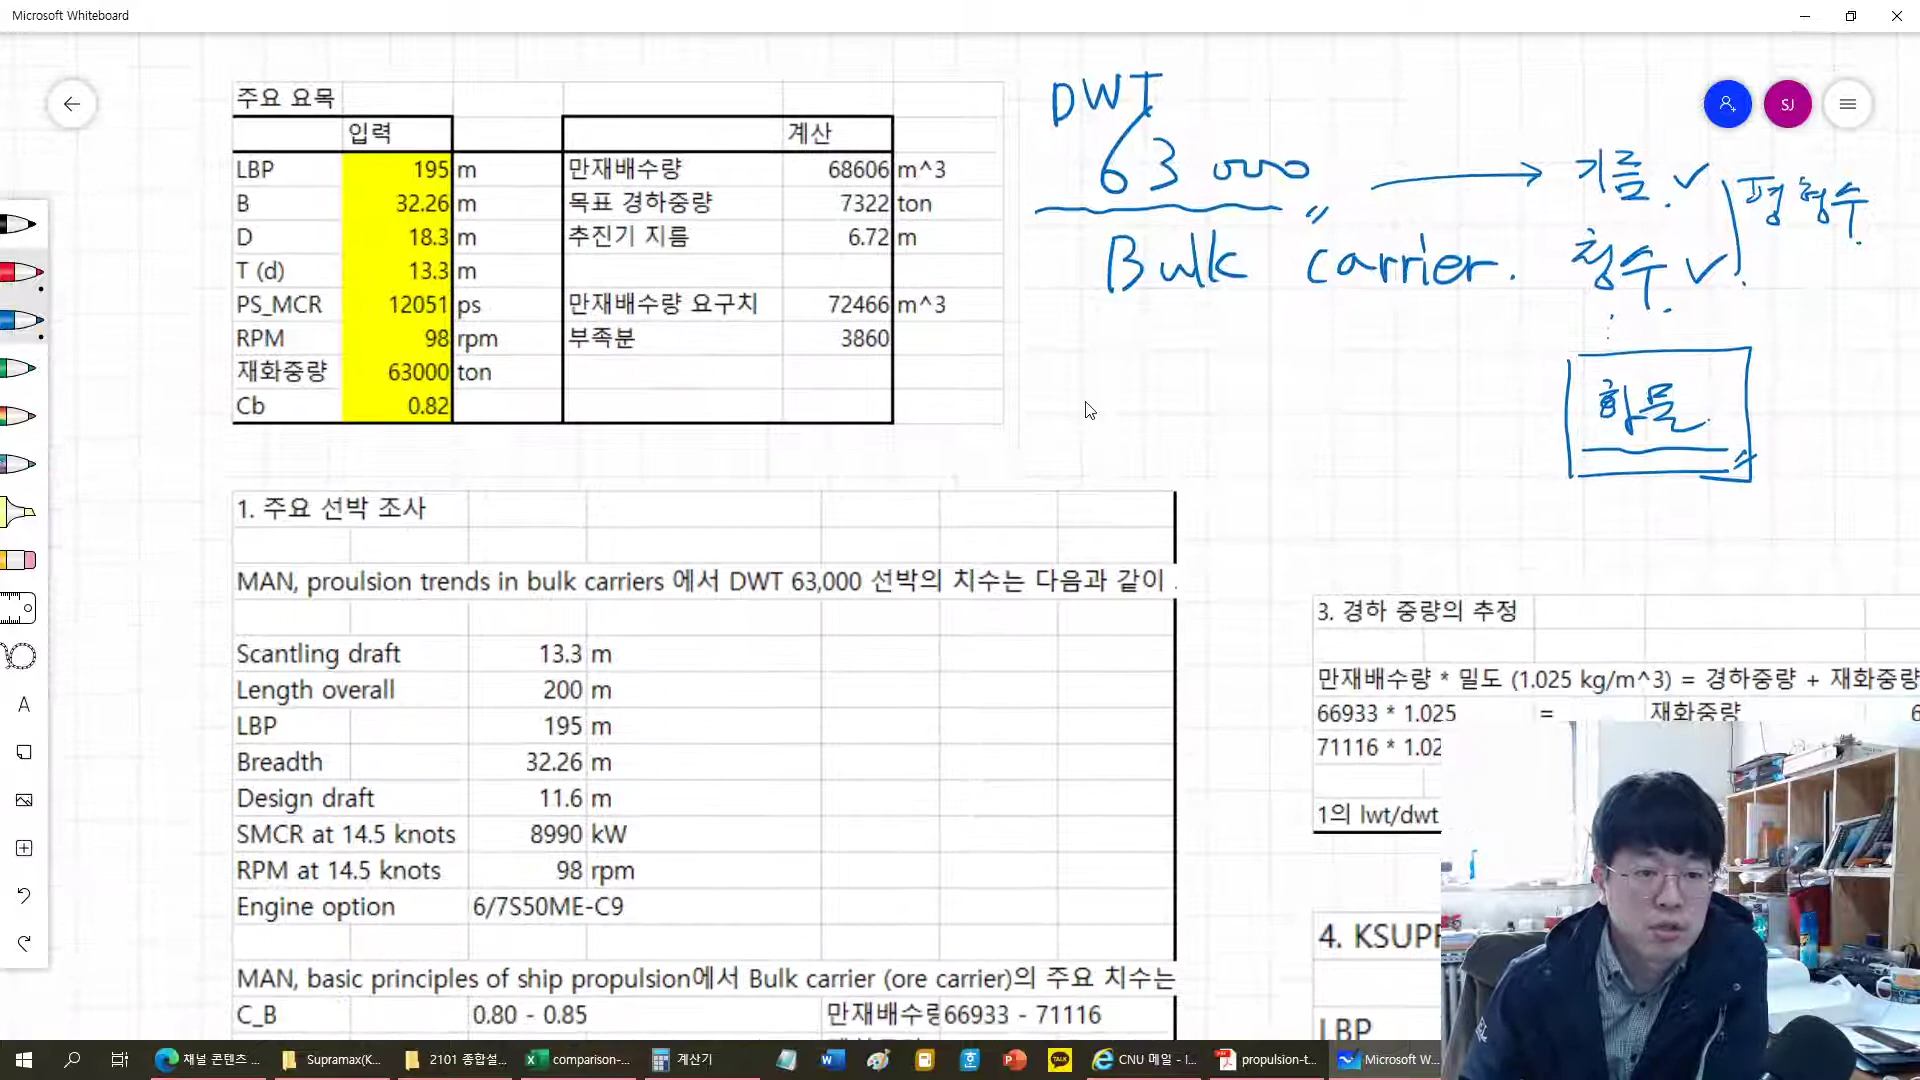 Microsoft Whiteboard
주요 요목
입력
계산
LBP 195 m 만재배수량 68606 m^3
B 32.26 m 목표 경하중량 7322 ton
D 18.3 m 추진기 지름 6.72 m
T (d) 13.3 m
PS_MCR 12051 ps 만재배수량 요구치 72466 m^3
RPM 98 rpm 부족분 3860
재화중량 63000 ton
Cb 0.82
DWT
63 000
Bulk carrier.
기름
평형수
청수
화물
SJ
1. 주요 선박 조사
MAN, proulsion trends in bulk carriers 에서 DWT 63,000 선박의 치수는 다음과 같이
Scantling draft 13.3 m
Length overall 200 m
LBP 195 m
Breadth 32.26 m
Design draft 11.6 m
SMCR at 14.5 knots 8990 kW
RPM at 14.5 knots 98 rpm
Engine option 6/7S50ME-C9
MAN, basic principles of ship propulsion에서 Bulk carrier (ore carrier)의 주요 치수는
C_B 0.80 - 0.85 만재배수량 66933 - 71116
3. 경하 중량의 추정
만재배수량 * 밀도 (1.025 kg/m^3) = 경하중량 + 재화중량
66933 * 1.025 = 재화중량 6
71116 * 1.02
1의 lwt/dwt
4. KSUPR
LBP
A
채널 콘텐츠 ...
Supramax(K...
2101 종합설...
comparison-...
계산기
TALK
CNU 메일 - I...
propulsion-t...
Microsoft W...